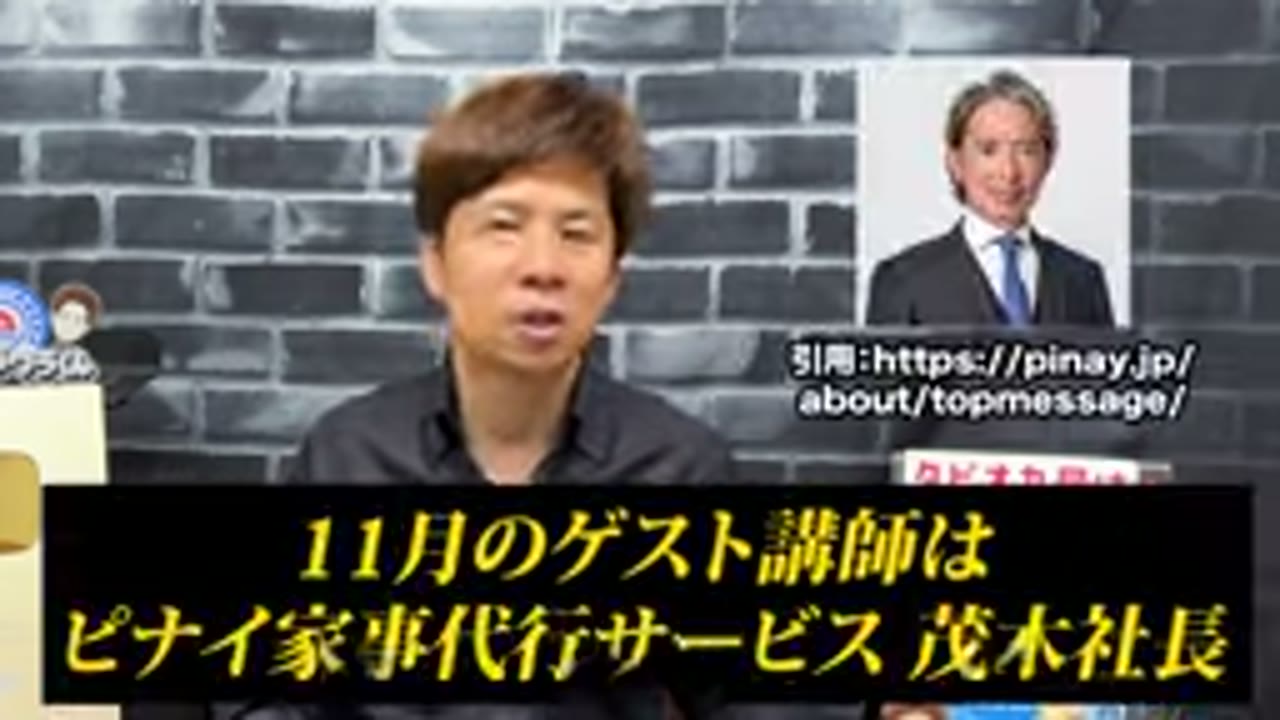 引用:https://pinay.jp/
about/topmessage/
11月のゲスト講師は
ピナイ家事代行サービス 茂木社長